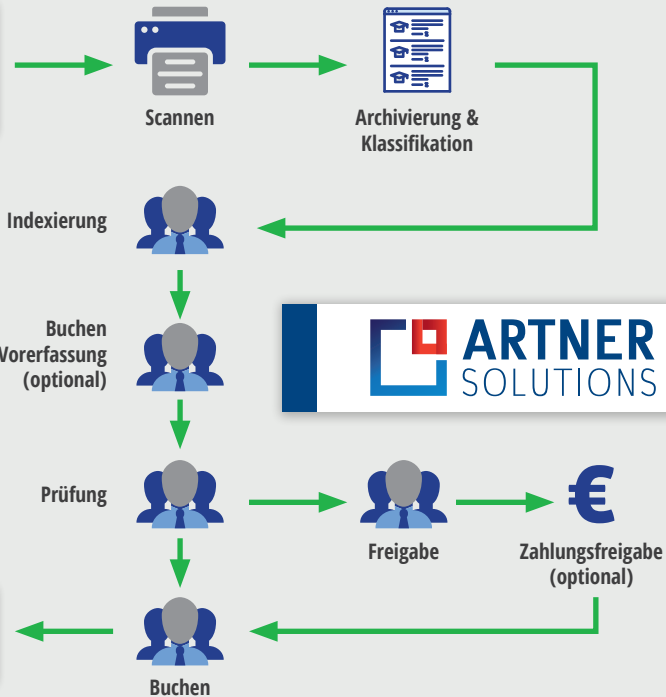 Scannen
Archivierung &
Klassifikation
Indexierung
Buchen
Vorerfassung
(optional)
ARTNER
SOLUTIONS
Prüfung
Freigabe
€
Zahlungsfreigabe
(optional)
Buchen